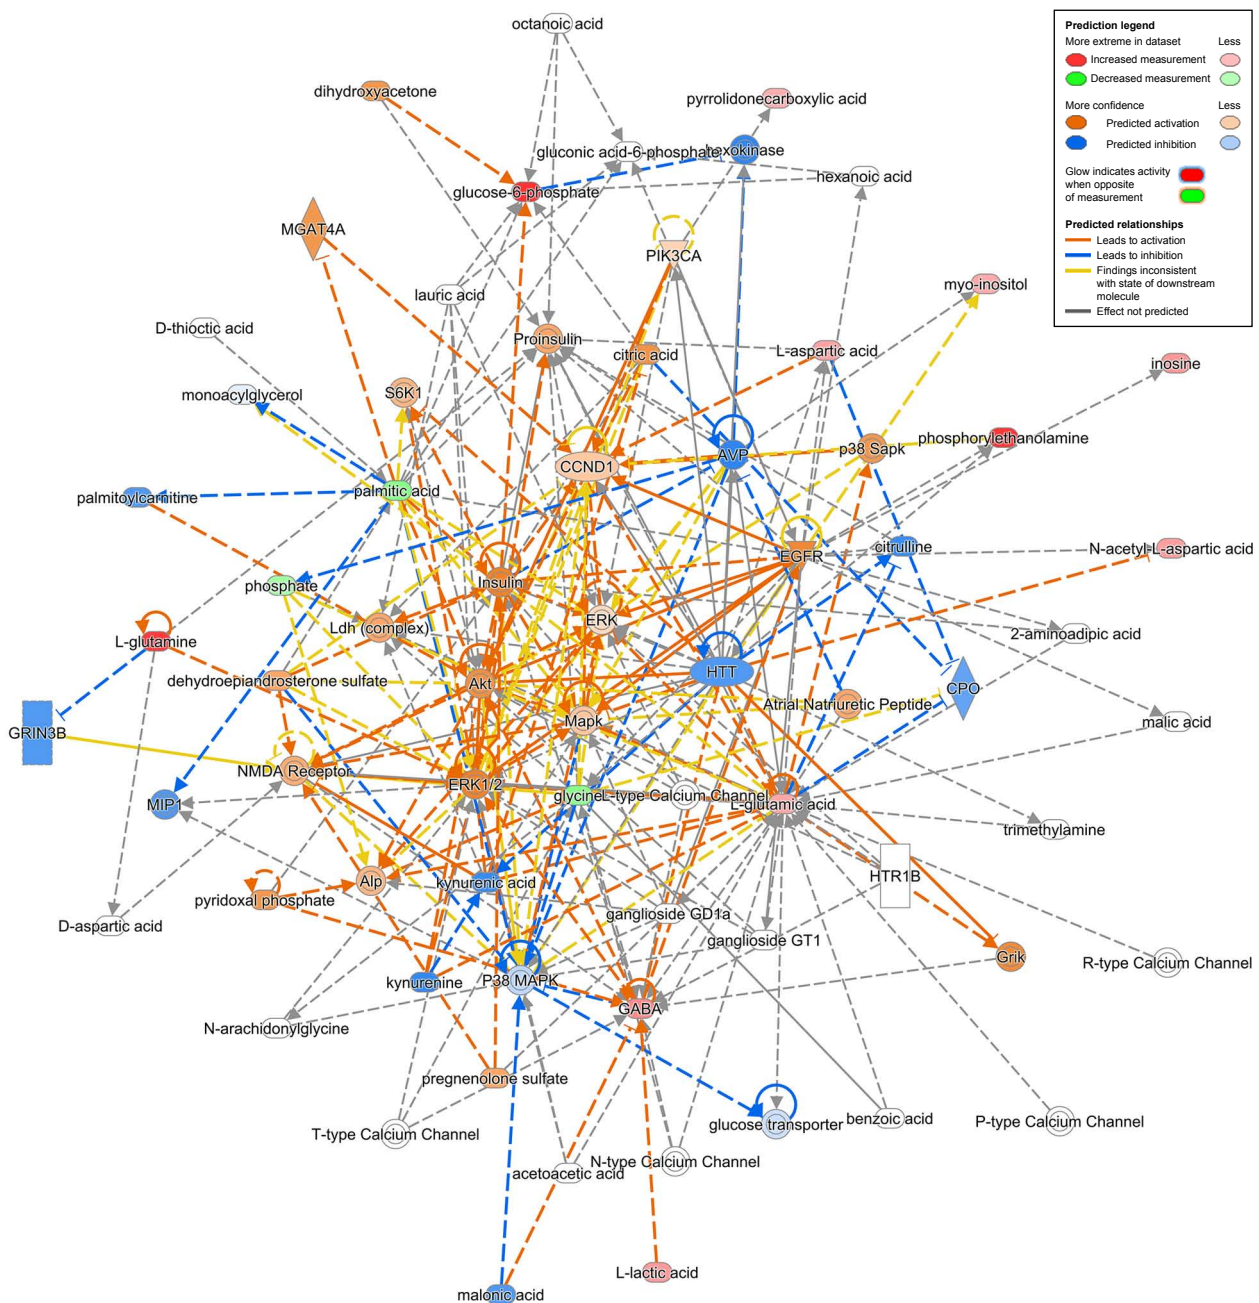 octanoic acid
dihydroxyacetone
pyrrolidonecarboxylic acid
gluconic acid-6-phosphate
hexokinase
glucose-6-phosphate
hexanoic acid
MGAT4A
PIK3CA
lauric acid
myo-inositol
D-thioctic acid
Proinsulin
citric acid
L-aspartic acid
inosine
monoacylglycerol
S6K1
phosphorylethanolamine
p38 Sapk
AVP
CCND1
palmitic acid
palmitoylcarnitine
EGFR
citrulline
N-acetyl-L-aspartic acid
phosphate
Insulin
ERK
Ldh (complex)
L-glutamine
2-aminoadipic acid
dehydroepiandrosterone sulfate
Akt
HTT
CPO
Atrial Natriuretic Peptide
Mapk
malic acid
GRIN3B
NMDA Receptor
ERK1/2
glycine
L-type Calcium Channel
L-glutamic acid
MIP1
trimethylamine
HTR1B
Alp
kynurenic acid
pyridoxal phosphate
ganglioside GD1a
D-aspartic acid
ganglioside GT1
Grik
R-type Calcium Channel
kynurenine
P38 MAPK
GABA
N-arachidonylglycine
pregnenolone sulfate
glucose transporter
benzoic acid
P-type Calcium Channel
T-type Calcium Channel
N-type Calcium Channel
acetoacetic acid
L-lactic acid
malonic acid
Prediction legend
More extreme in dataset Less
Increased measurement
Decreased measurement
More confidence Less
Predicted activation
Predicted inhibition
Glow indicates activity
when opposite
of measurement
Predicted relationships
Leads to activation
Leads to inhibition
Findings inconsistent
with state of downstream
molecule
Effect not predicted